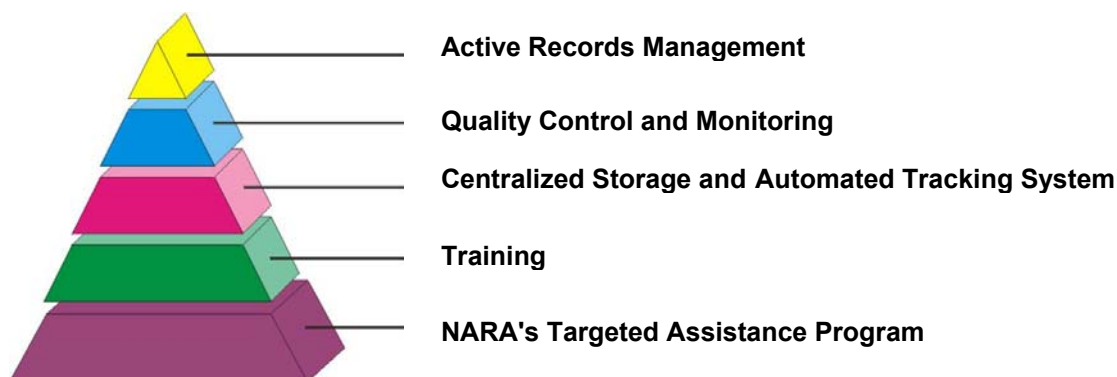 Active Records Management
Quality Control and Monitoring
Centralized Storage and Automated Tracking System
Training
NARA's Targeted Assistance Program